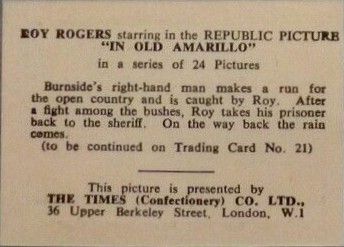 ROY ROGERS starring in the REPUBLIC PICTURE
"IN OLD AMARILLO"
in a series of 24 Pictures
Burnside's right-hand man makes a run for
the open country and is caught by Roy. After
a fight among the bushes, Roy takes his prisoner
back to the sheriff. On the way back the rain
comes.
(to be continued on Trading Card No. 21)
This picture is presented by
THE TIMES (Confectionery) CO. LTD.,
36 Upper Berkeley Street, London, W.1